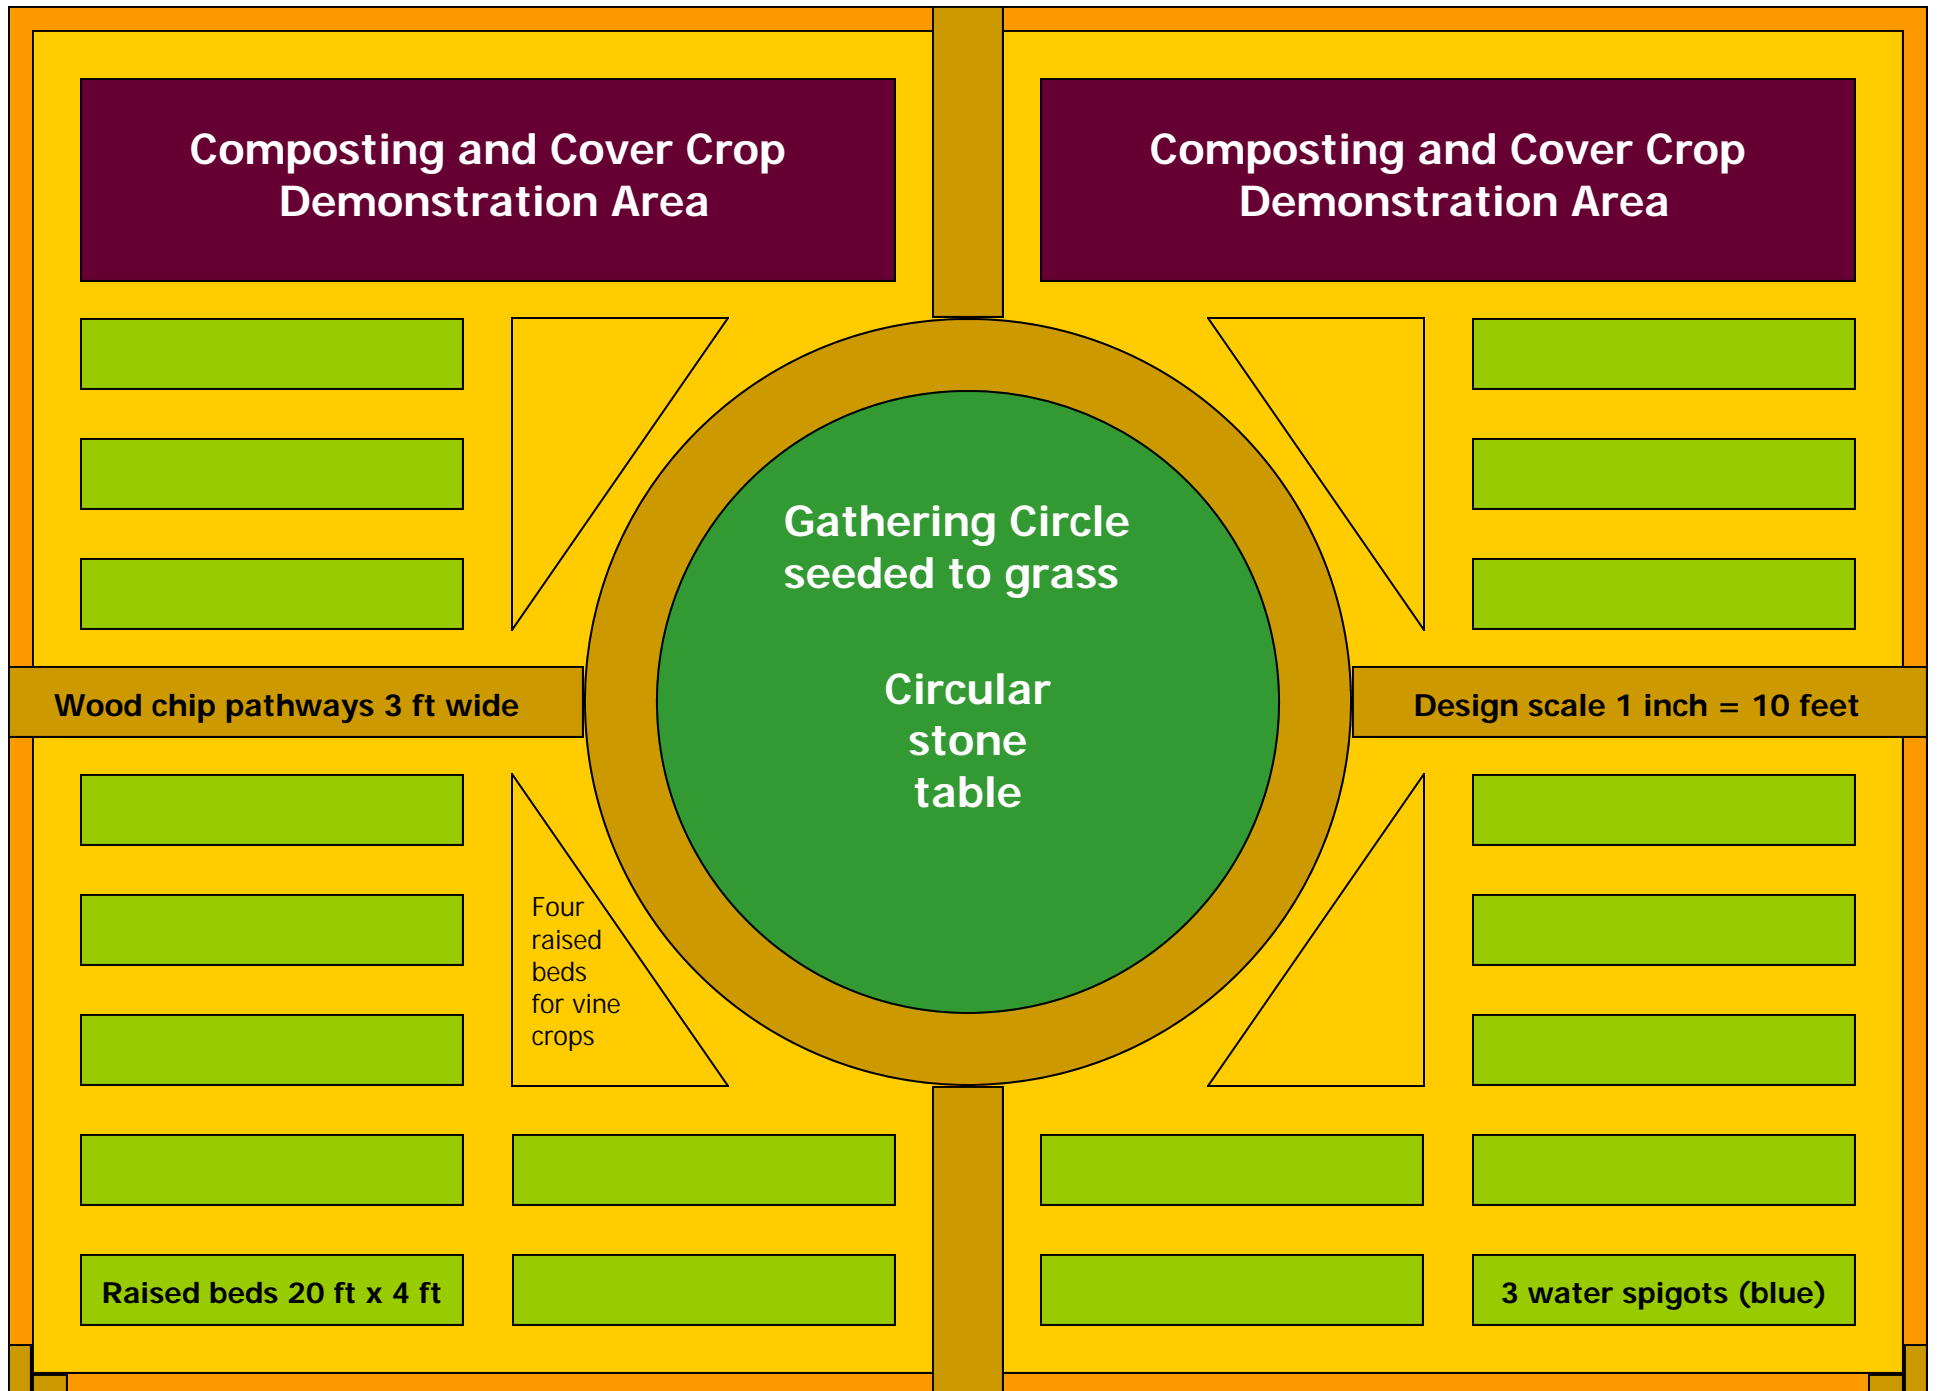 Composting and Cover Crop
Demonstration Area
Composting and Cover Crop
Demonstration Area
Gathering Circle
seeded to grass
Circular
stone
table
Wood chip pathways 3 ft wide
Design scale 1 inch = 10 feet
Four
raised
beds
for vine
crops
Raised beds 20 ft x 4 ft
3 water spigots (blue)